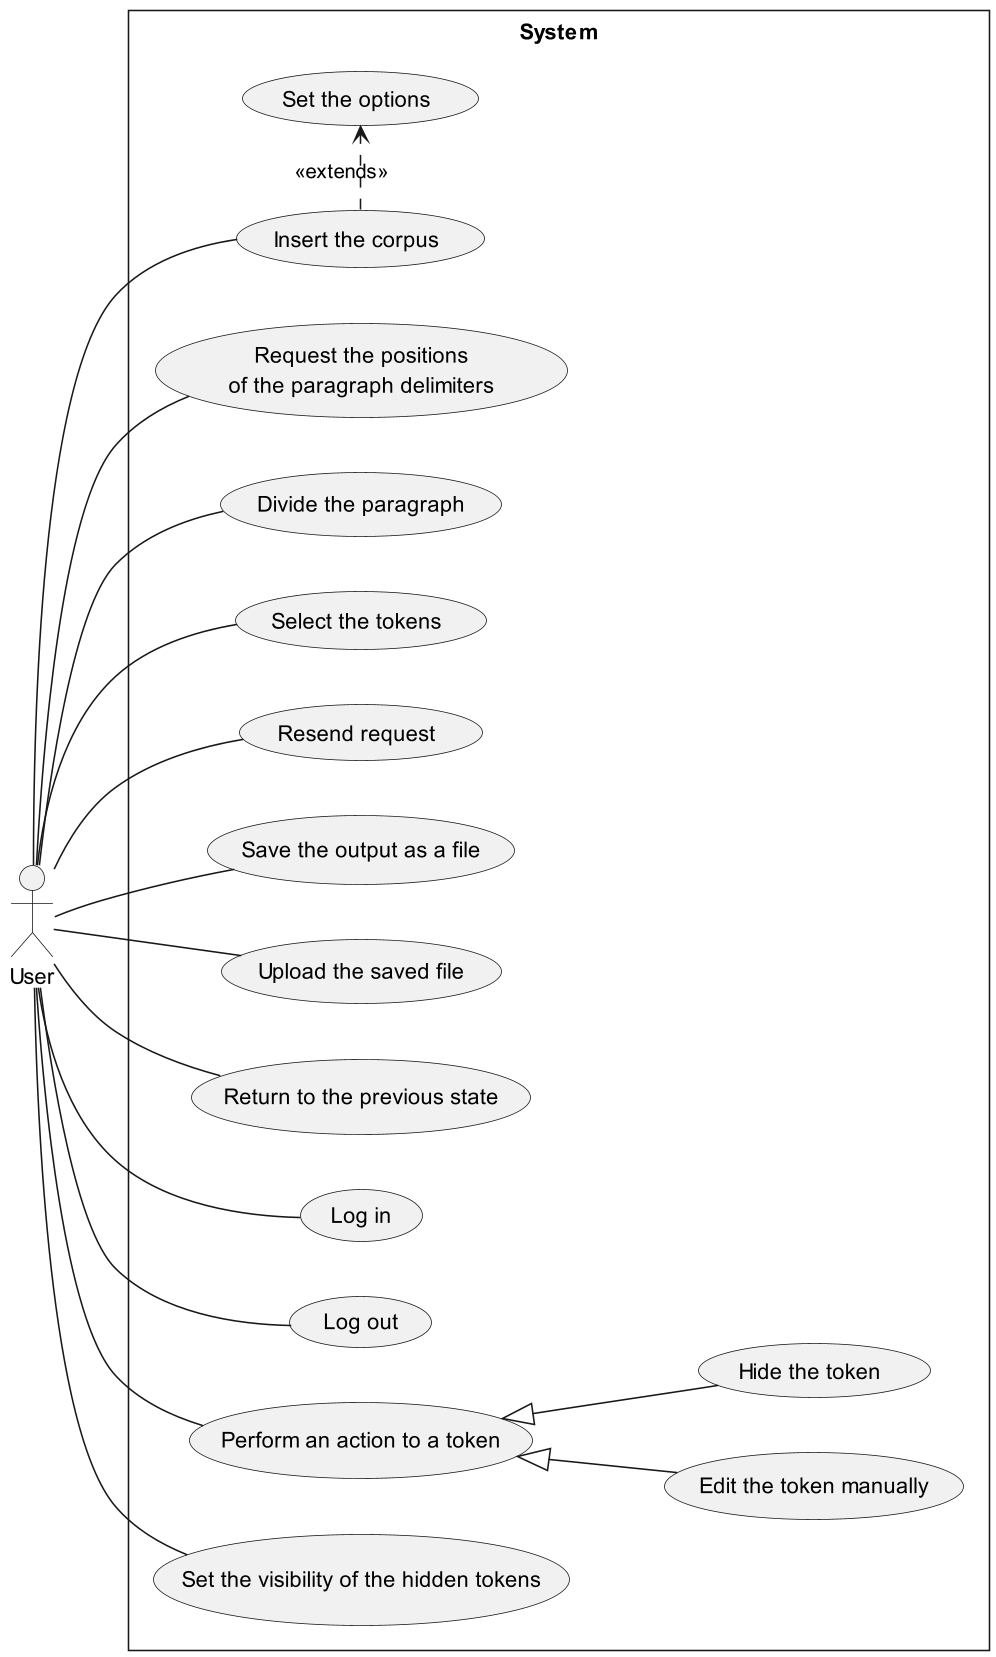 System
Set the options
«extends»
Insert the corpus
Request the positions
of the paragraph delimiters
Divide the paragraph
Select the tokens
Resend request
Save the output as a file
Upload the saved file
User
Return to the previous state
Log in
Log out
Hide the token
Perform an action to a token
Edit the token manually
Set the visibility of the hidden tokens